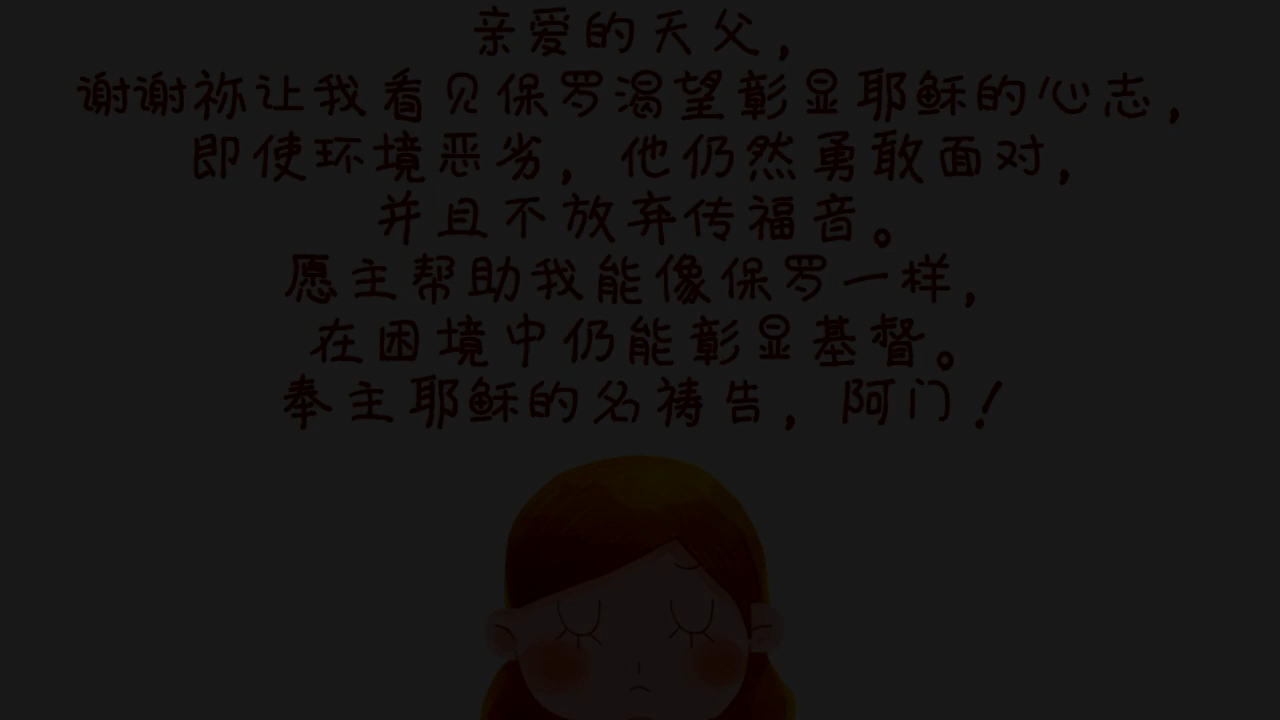 亲爱的天父，
谢谢祢让我看见保罗渴望彰显耶稣的心志，
即使环境恶劣，他仍然勇敢面对，
并且不放弃传福音。
愿主帮助我能像保罗一样，
在困境中仍能彰显基督。
奉主耶稣的名祷告，阿门！